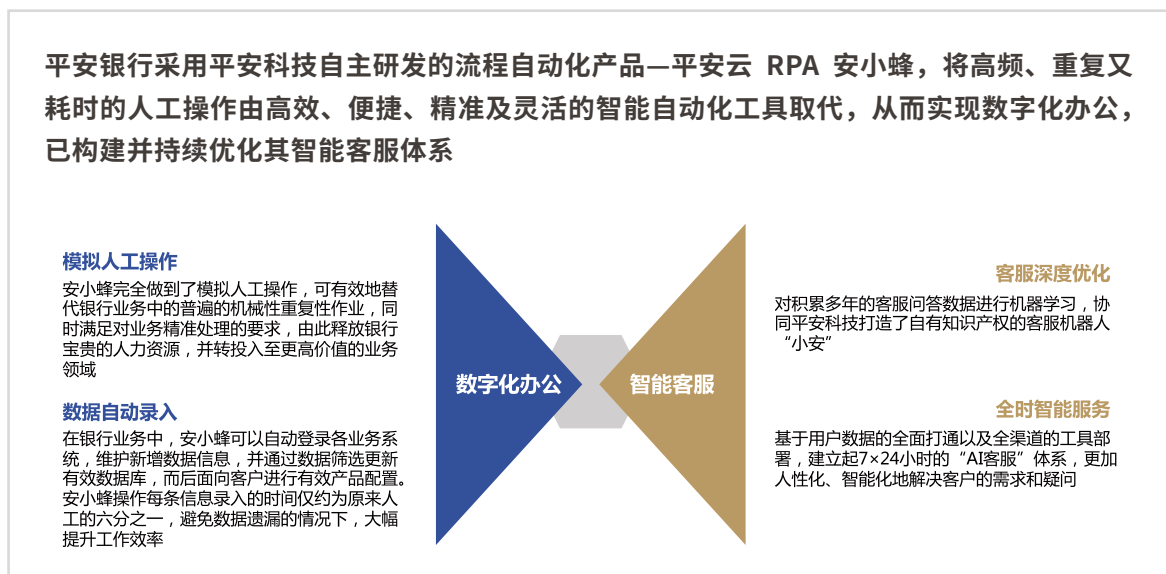 平安银行采用平安科技自主研发的流程自动化产品—平安云 RPA 安小蜂，将高频、重复又
耗时的人工操作由高效、便捷、精准及灵活的智能自动化工具取代，从而实现数字化办公，
已构建并持续优化其智能客服体系
模拟人工操作
安小蜂完全做到了模拟人工操作，可有效地替
代银行业务中的普遍的机械性重复性作业，同
时满足对业务精准处理的要求，由此释放银行
宝贵的人力资源，并转投入至更高价值的业务
领域
数据自动录入
在银行业务中，安小蜂可以自动登录各业务系
统，维护新增数据信息，并通过数据筛选更新
有效数据库，而后面向客户进行有效产品配置。
安小蜂操作每条信息录入的时间仅约为原来人
工的六分之一，避免数据遗漏的情况下，大幅
提升工作效率
数字化办公
智能客服
客服深度优化
对积累多年的客服问答数据进行机器学习，协
同平安科技打造了自有知识产权的客服机器人
“小安”
全时智能服务
基于用户数据的全面打通以及全渠道的工具部
署，建立起7×24小时的“AI客服”体系，更加
人性化、智能化地解决客户的需求和疑问